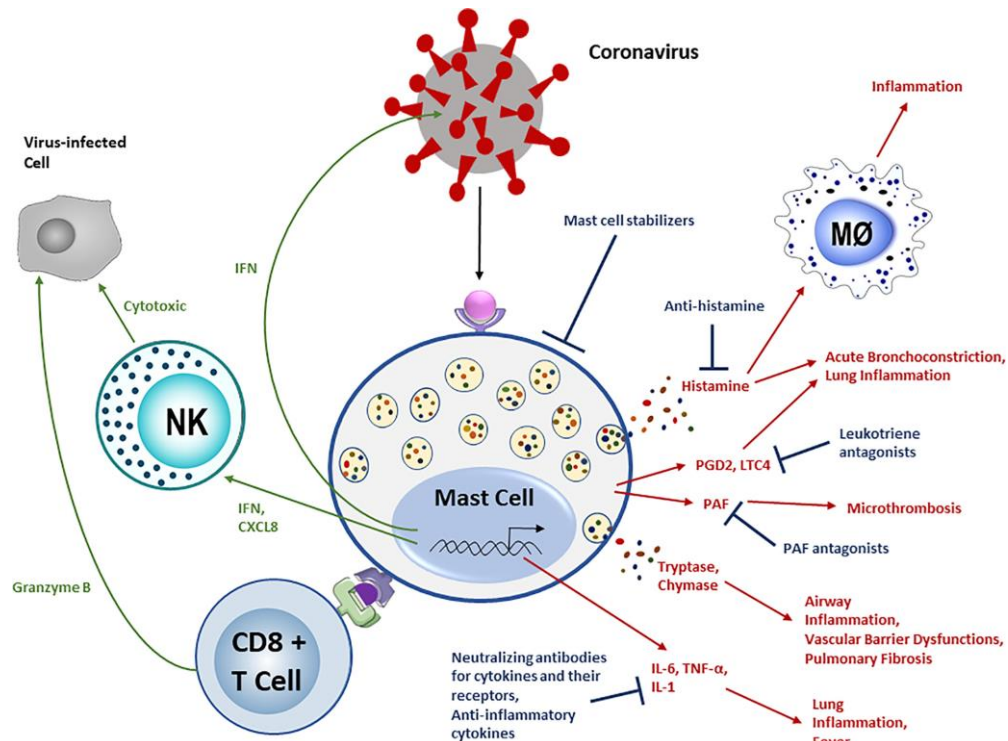 Coronavirus
Inflammation
Virus-infected
Cell
MØ
Mast cell stabilizers
IFN
Cytotoxic
Anti-histamine
NK
Histamine
Acute Bronchoconstriction,
Lung Inflammation
Leukotriene
antagonists
PGD2, LTC4
Mast Cell
PAF
Microthrombosis
IFN,
CXCL8
PAF antagonists
Granzyme B
Tryptase,
Chymase
Airway
Inflammation,
Vascular Barrier Dysfunctions,
Pulmonary Fibrosis
CD8 +
T Cell
Neutralizing antibodies
for cytokines and their
receptors,
Anti-inflammatory
cytokines
IL-6, TNF-α,
IL-1
Lung
Inflammation,